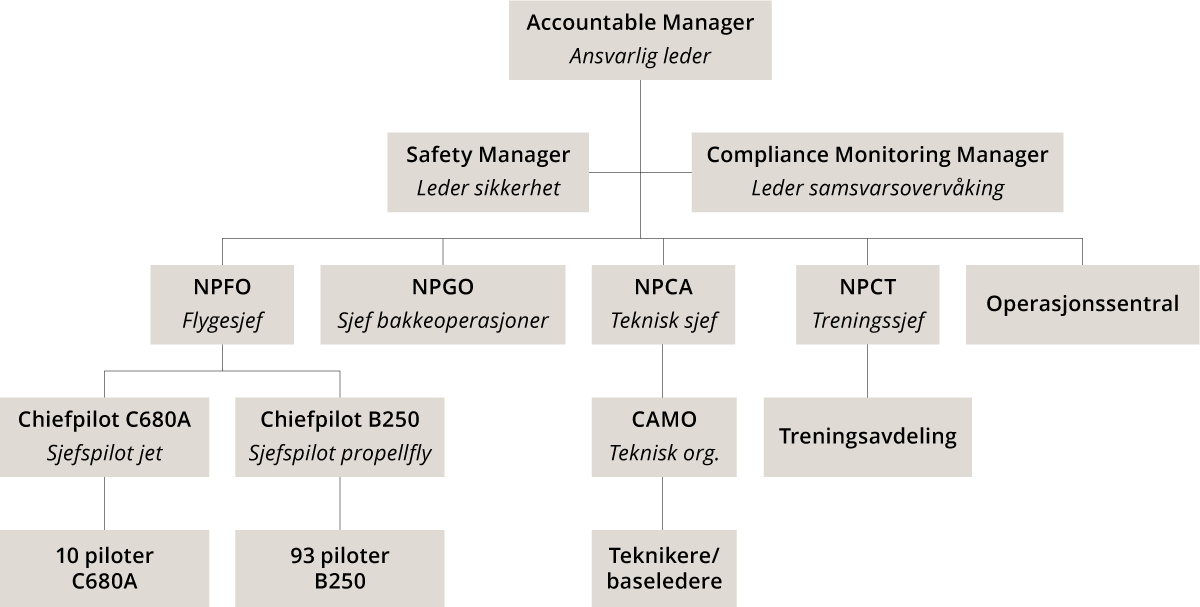 Accountable Manager
Ansvarlig leder
Safety Manager
Leder sikkerhet
Compliance Monitoring Manager
Leder samsvarsovervåking
NPFO
Flygesjef
NPGO
Sjef bakkeoperasjoner
NPCA
Teknisk sjef
NPCT
Treningssjef
Operasjonssentral
Chiefpilot C680A
Sjefspilot jet
Chiefpilot B250
Sjefspilot propellfly
CAMO
Teknisk org.
Treningsavdeling
10 piloter
C680A
93 piloter
B250
Teknikere/
baseledere